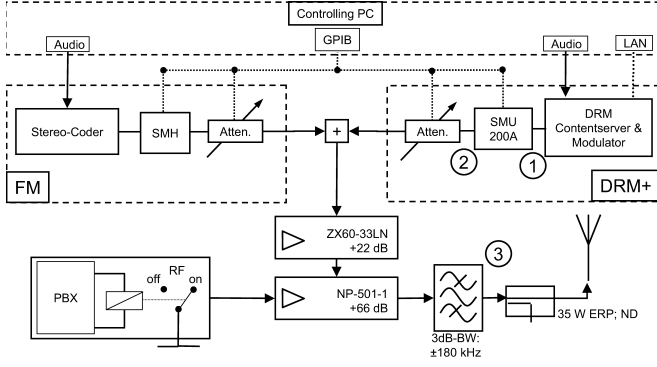 Controlling PC
GPIB
Audio
Audio
LAN
Stereo-Coder
SMH
Atten.
+
Atten.
SMU
200A
DRM
Contentserver &
Modulator
2
1
FM
DRM+
ZX60-33LN
+22 dB
3
PBX
off
RF
on
NP-501-1
+66 dB
35 W ERP; ND
3dB-BW:
±180 kHz